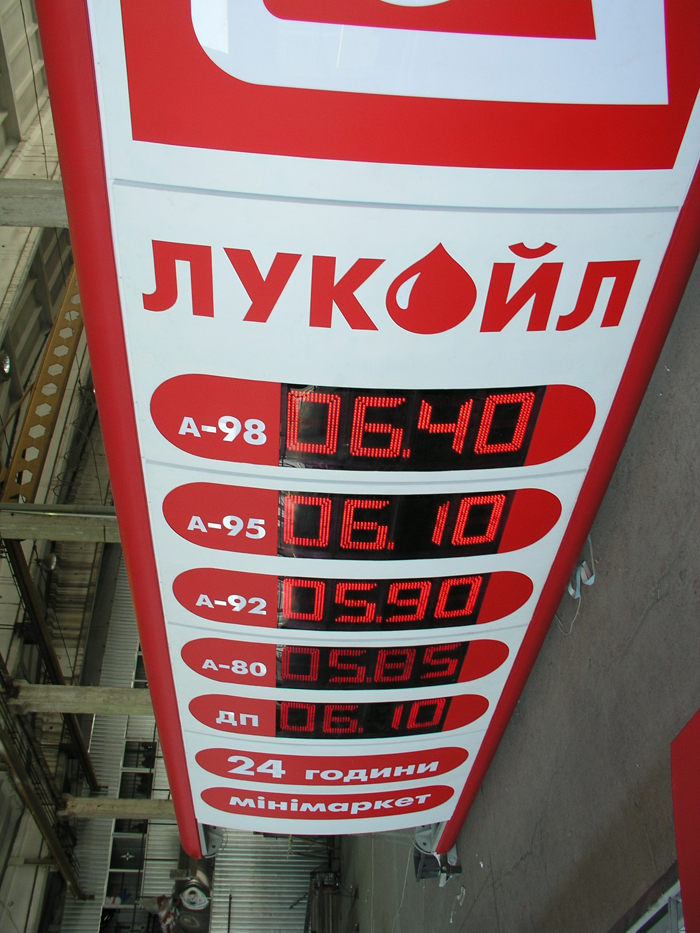 ЛУКОЙЛ
А-98 06.40
А-95 06.10
А-92 05.90
А-80 05.85
ДП 06.10
24 години
мінімаркет